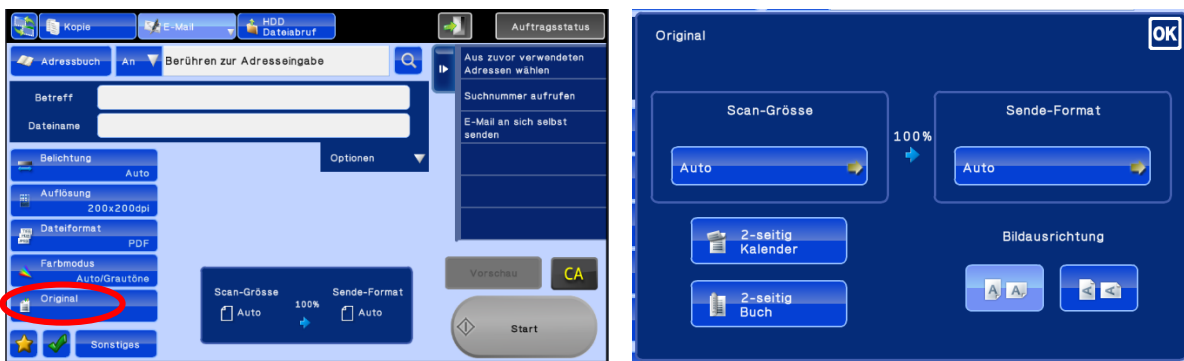 Kopie
E-Mail
HDD
Dateiabruf
Auftragsstatus
Adressbuch
An
Berühren zur Adresseingabe
Betreff
Dateiname
Optionen
Belichtung
Auto
Auflösung
200x200dpi
Dateiformat
PDF
Farbmodus
Auto/Grautöne
Original
Sonstiges
Scan-Grösse
Auto
100%
Sende-Format
Auto
Aus zuvor verwendeten
Adressen wählen
Suchnummer aufrufen
E-Mail an sich selbst
senden
Vorschau
CA
Start
Original
OK
Scan-Grösse
Auto
100%
Sende-Format
Auto
2-seitig
Kalender
2-seitig
Buch
Bildausrichtung
A A
A A